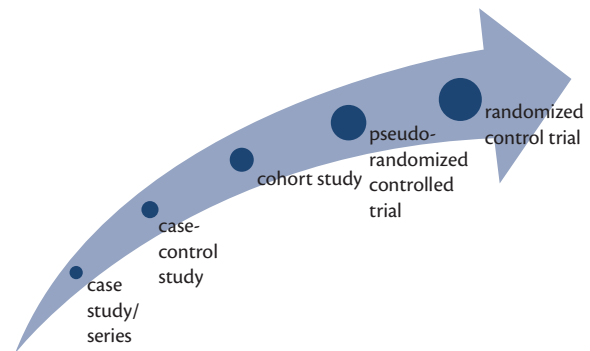 case
study/
series
case-
control
study
cohort study
pseudo-
randomized
controlled
trial
randomized
control trial